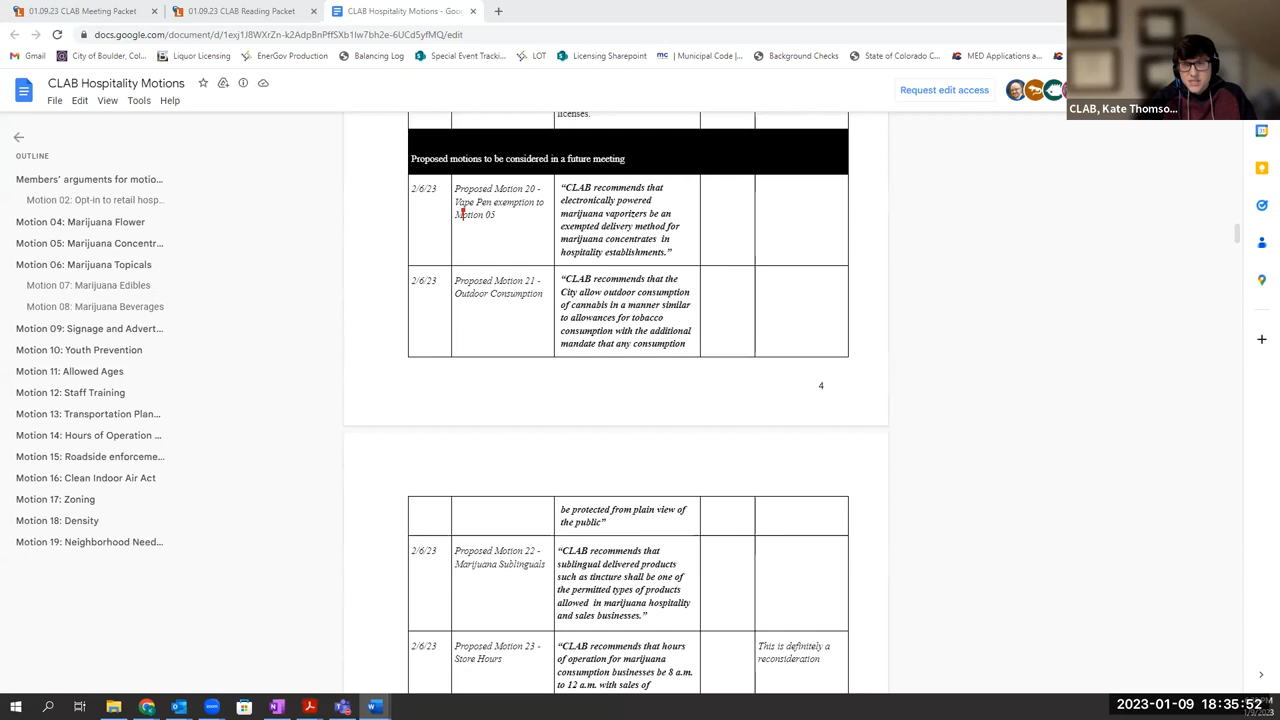 01.09.23 CLAB Meeting Packet
01.09.23 CLAB Reading Packet
CLAB Hospitality Motions - Goo
docs.google.com/document/d/1exj1J8WXrZn-k2AdpBnPffSXb1Iw7bh2e-6UCd5yfMQ/edit
Gmail
City of Boulder, Col...
EnerGov Production
Balancing Log
Special Event Tracki...
LOT
Licensing Sharepoint
| Municipal Code |...
Liquor Licensing
Background Checks
State of Colorado C...
MED Applications a
CLAB, Kate Thomso...
CLAB Hospitality Motions
File Edit View Tools Help
Request edit access
OUTLINE
Members' arguments for motio...
Motion 02: Opt-in to retail hosp...
Motion 04: Marijuana Flower
Motion 05: Marijuana Concentr...
Motion 06: Marijuana Topicals
Motion 07: Marijuana Edibles
Motion 08: Marijuana Beverages
Motion 09: Signage and Advert...
Motion 10: Youth Prevention
Motion 11: Allowed Ages
Motion 12: Staff Training
Motion 13: Transportation Plan...
Motion 14: Hours of Operation ...
Motion 15: Roadside enforceme...
Motion 16: Clean Indoor Air Act
Motion 17: Zoning
Motion 18: Density
Motion 19: Neighborhood Need...
licenses.
Proposed motions to be considered in a future meeting
2/6/23
Proposed Motion 20 -
Vape Pen exemption to
Motion 05
“CLAB recommends that
electronically powered
marijuana vaporizers be an
exempted delivery method for
marijuana concentrates in
hospitality establishments.”
2/6/23
Proposed Motion 21 -
Outdoor Consumption
“CLAB recommends that the
City allow outdoor consumption
of cannabis in a manner similar
to allowances for tobacco
consumption with the additional
mandate that any consumption
4
be protected from plain view of
the public”
2/6/23
Proposed Motion 22 -
Marijuana Sublinguals
“CLAB recommends that
sublingual delivered products
such as tincture shall be one of
the permitted types of products
allowed in marijuana hospitality
and sales businesses.”
2/6/23
Proposed Motion 23 -
Store Hours
“CLAB recommends that hours
of operation for marijuana
consumption businesses be 8 a.m.
to 12 a.m. with sales of
This is definitely a
reconsideration
2023-01-09 18:35:52